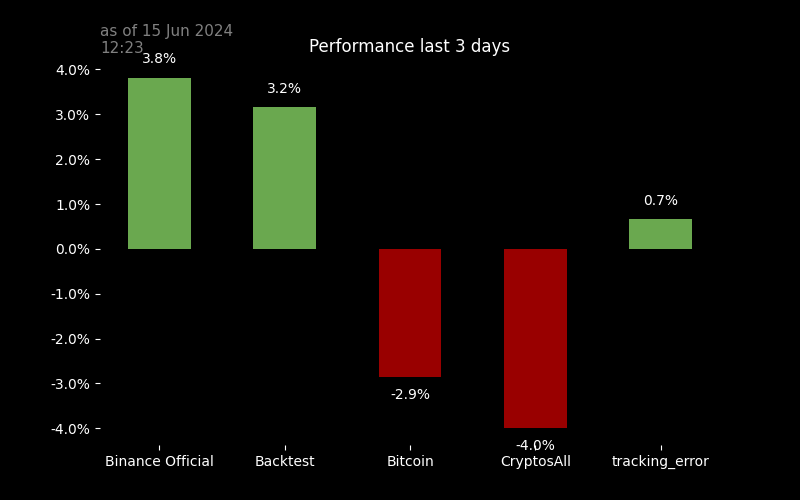 as of 15 Jun 2024
12:23
Performance last 3 days
4.0%
3.0%
2.0%
1.0%
0.0%
-1.0%
-2.0%
-3.0%
-4.0%
3.8%
3.2%
-2.9%
-4.0%
0.7%
Binance Official
Backtest
Bitcoin
CryptosAll
tracking_error